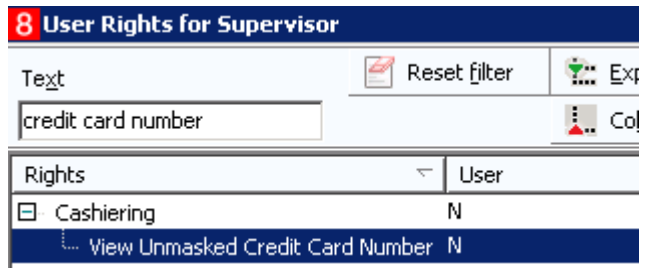 8 User Rights for Supervisor
Text Reset filter
credit card number
Rights User
Cashiering N
View Unmasked Credit Card Number N